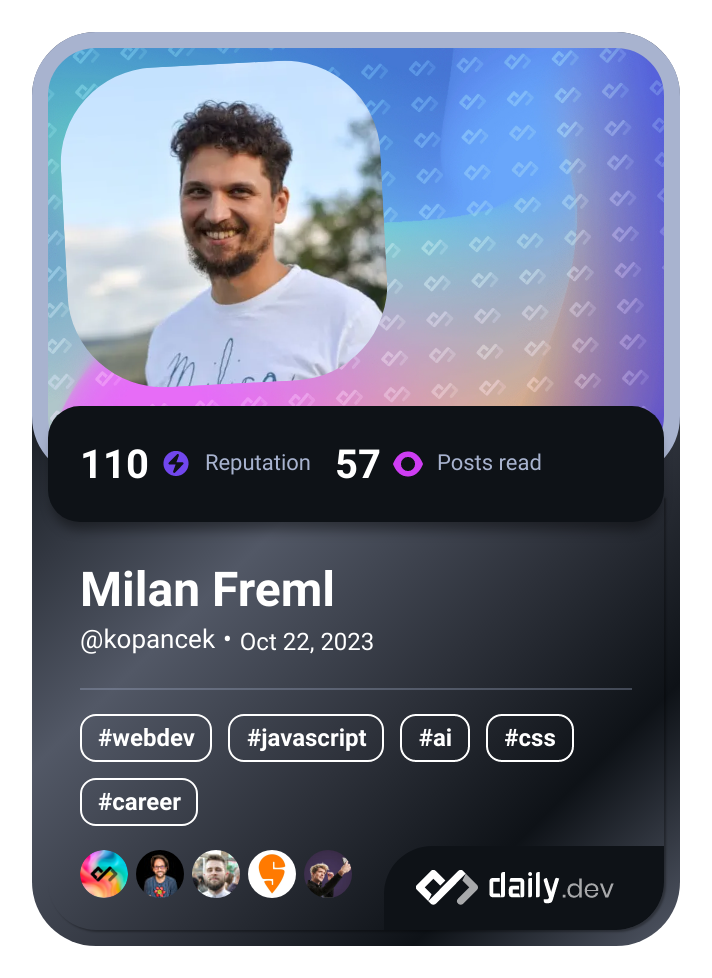 110 Reputation 57 Posts read
Milan Freml
@kopancek • Oct 22, 2023
#webdev #javascript #ai #css
#career
daily.dev